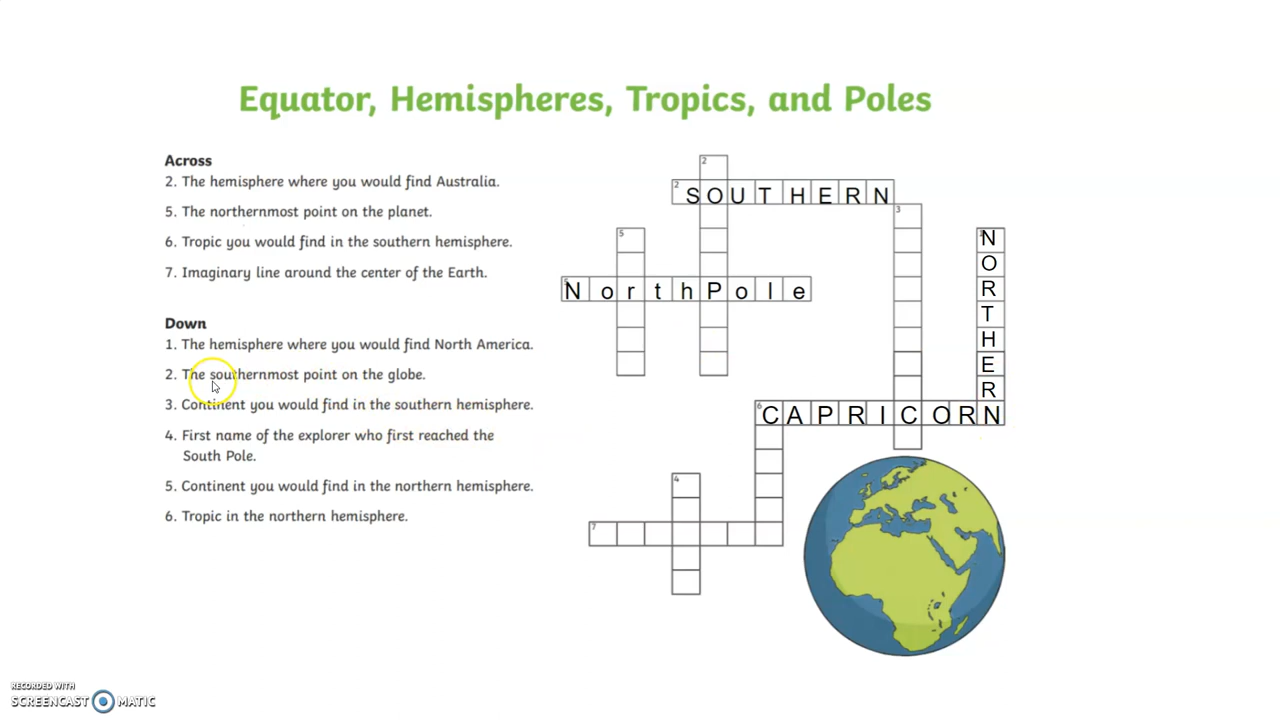 Equator, Hemispheres, Tropics, and Poles
Across
2. The hemisphere where you would find Australia.
5. The northernmost point on the planet.
6. Tropic you would find in the southern hemisphere.
7. Imaginary line around the center of the Earth.
Down
1. The hemisphere where you would find North America.
2. The southernmost point on the globe.
3. Continent you would find in the southern hemisphere.
4. First name of the explorer who first reached the
South Pole.
5. Continent you would find in the northern hemisphere.
6. Tropic in the northern hemisphere.
2
2 SOUTHERN
3
5
NORTHERN
NorthPole
6 CAPRICORN
4
7
RECORDED WITH
SCREENCAST MATIC